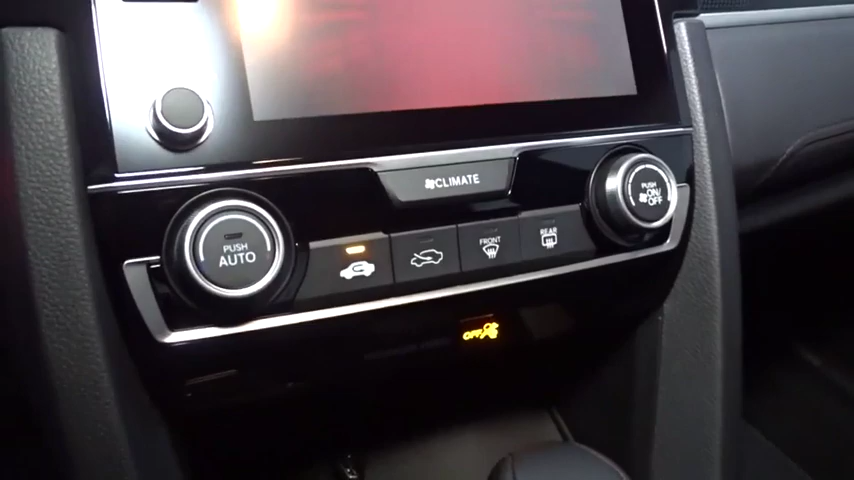 CLIMATE
PUSH
ON/
OFF
PUSH
AUTO
FRONT
REAR
OFF